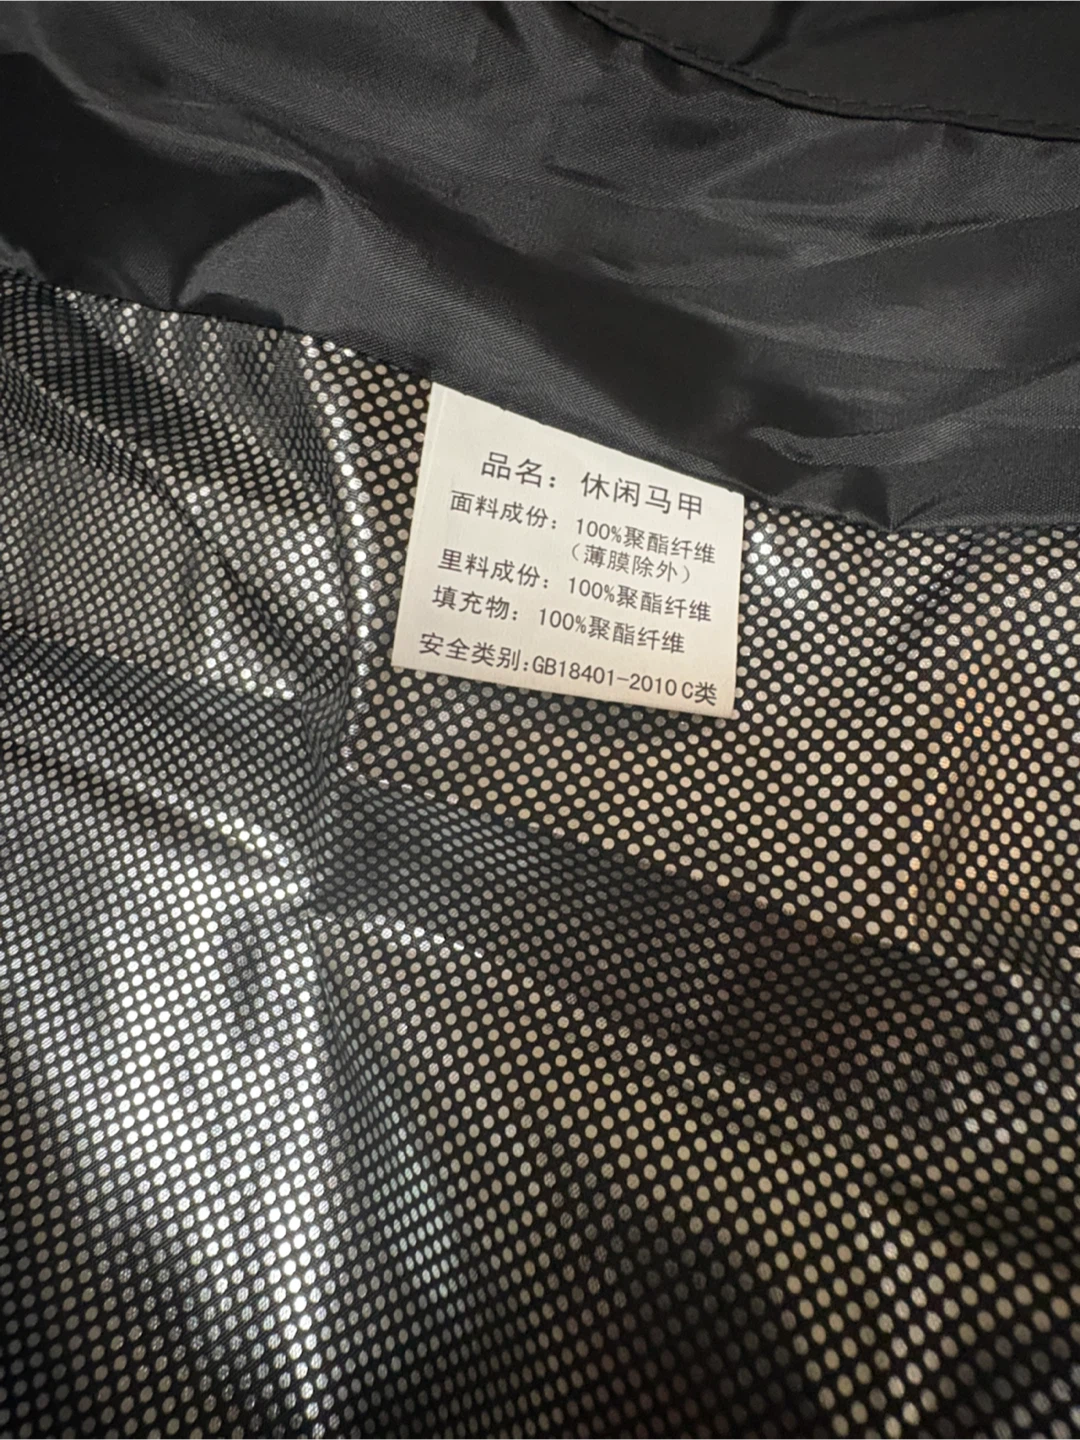 品名：休闲马甲
面料成份：100%聚酯纤维
（薄膜除外）
里料成份：100%聚酯纤维
填充物：100%聚酯纤维
安全类别:GB18401-2010 C类